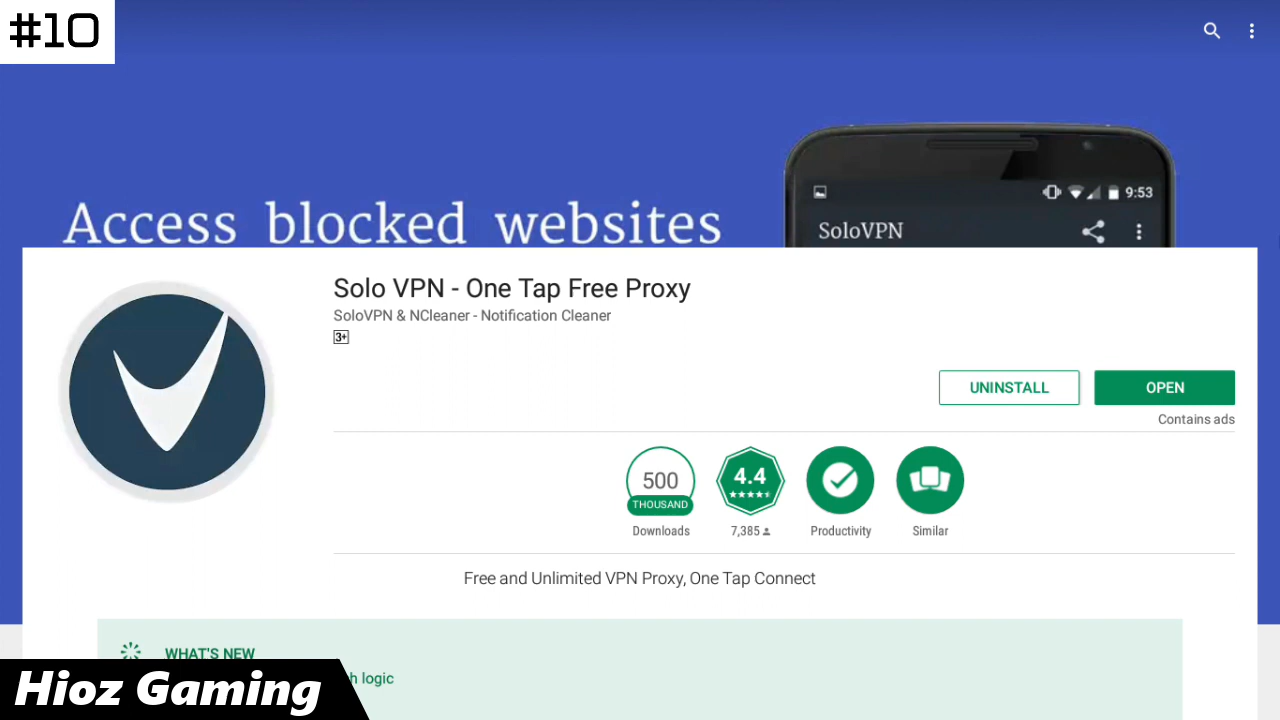 #10
Access blocked websites
9:53
SoloVPN
Solo VPN - One Tap Free Proxy
SoloVPN & NCleaner - Notification Cleaner
3+
UNINSTALL
OPEN
Contains ads
500
THOUSAND
4.4
Downloads
7,385
Productivity
Similar
Free and Unlimited VPN Proxy, One Tap Connect
WHAT'S NEW
logic
Hioz Gaming